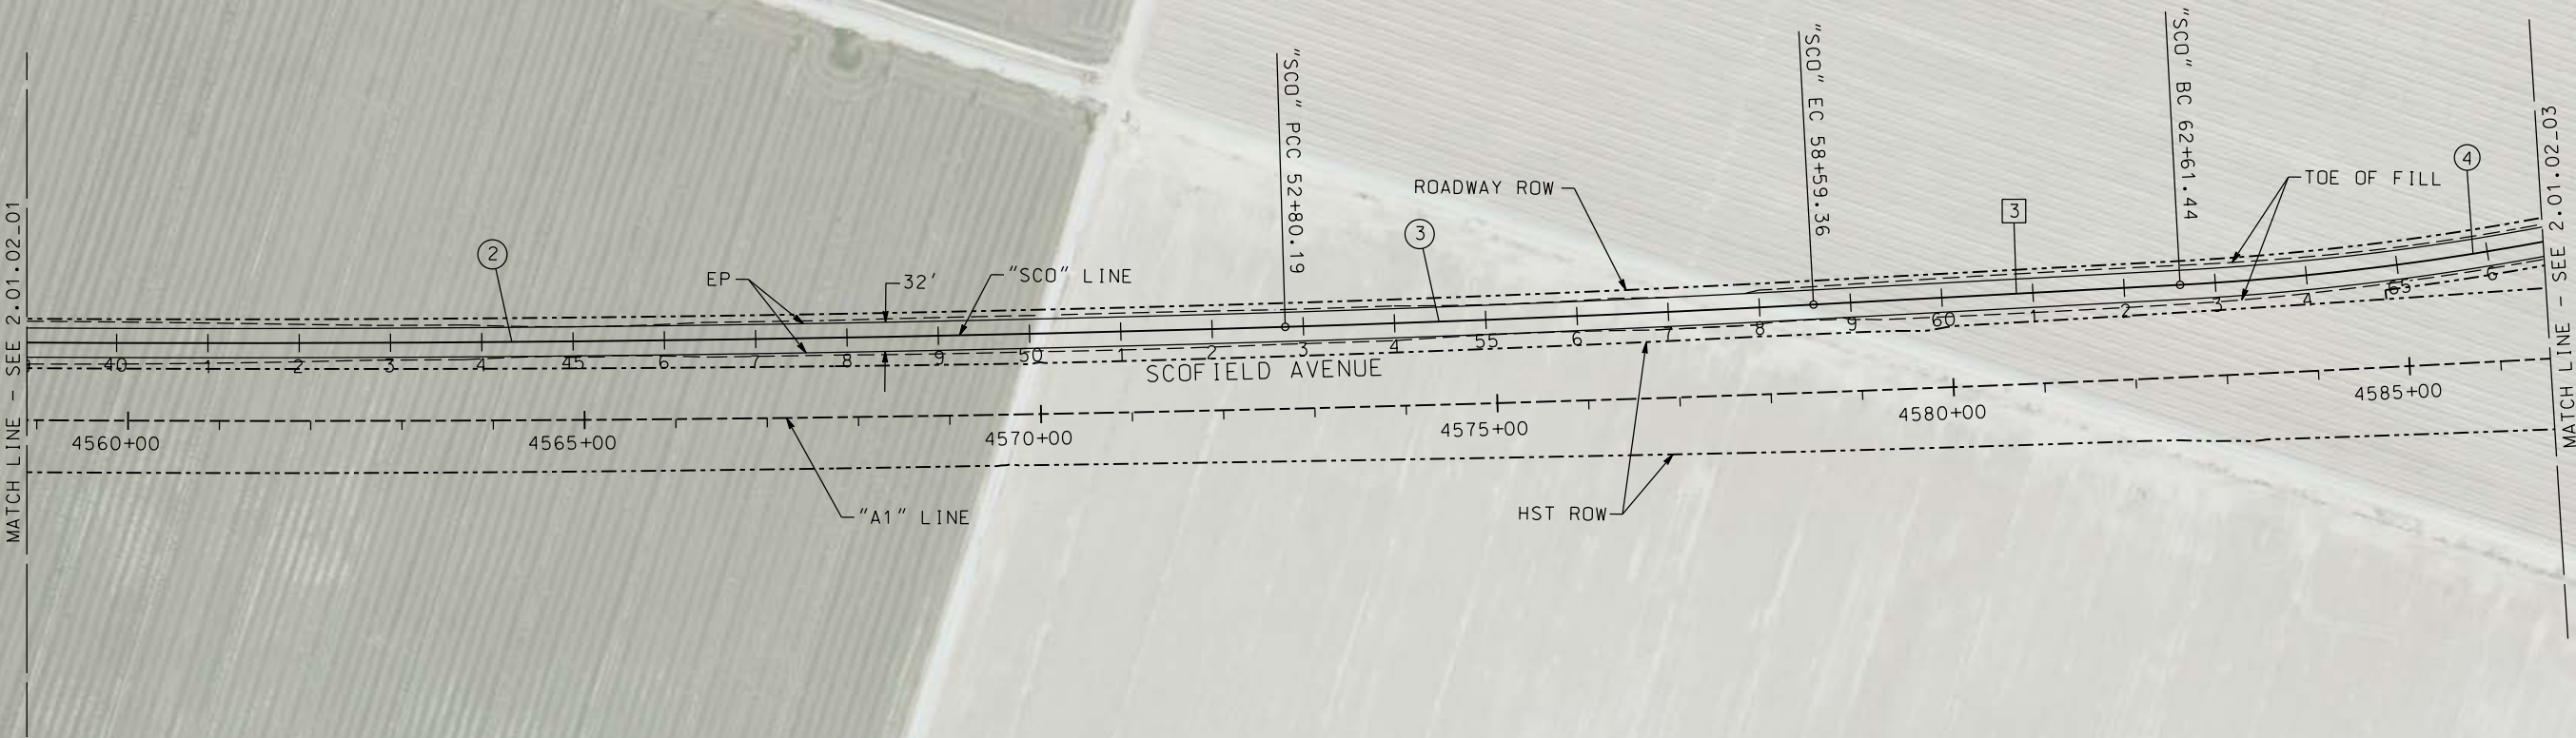 MATCH LINE - SEE 2.01.02_01
"SCO" PCC 52+80.19
"SCO" EC 58+59.36
"SCO" BC 62+61.44
MATCH LINE - SEE 2.01.02_03
ROADWAY ROW
TOE OF FILL
4
3
2
3
EP
32'
"SCO" LINE
40 1 2 3 4 45 6 7 8 9 50 1 2 3 4 55 6 7 8 9 60 1 2 3 4 65 6
SCOFIELD AVENUE
4560+00 4565+00 4570+00 4575+00 4580+00 4585+00
"A1" LINE
HST ROW